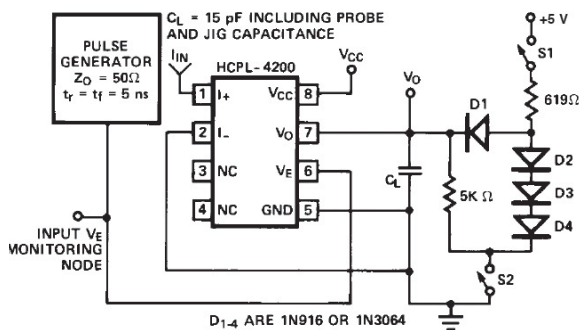 C_L = 15 pF INCLUDING PROBE
AND JIG CAPACITANCE
+5 V
PULSE
GENERATOR
Z_O = 50Ω
t_r = t_f = 5 ns
I_IN
HCPL-4200
V_CC
V_O
S1
1 I+
V_CC 8
619Ω
D1
2 I-
V_O 7
D2
3 NC
V_E 6
C_L
5K Ω
D3
4 NC
GND 5
D4
INPUT V_E
MONITORING
NODE
S2
D_1-4 ARE 1N916 OR 1N3064